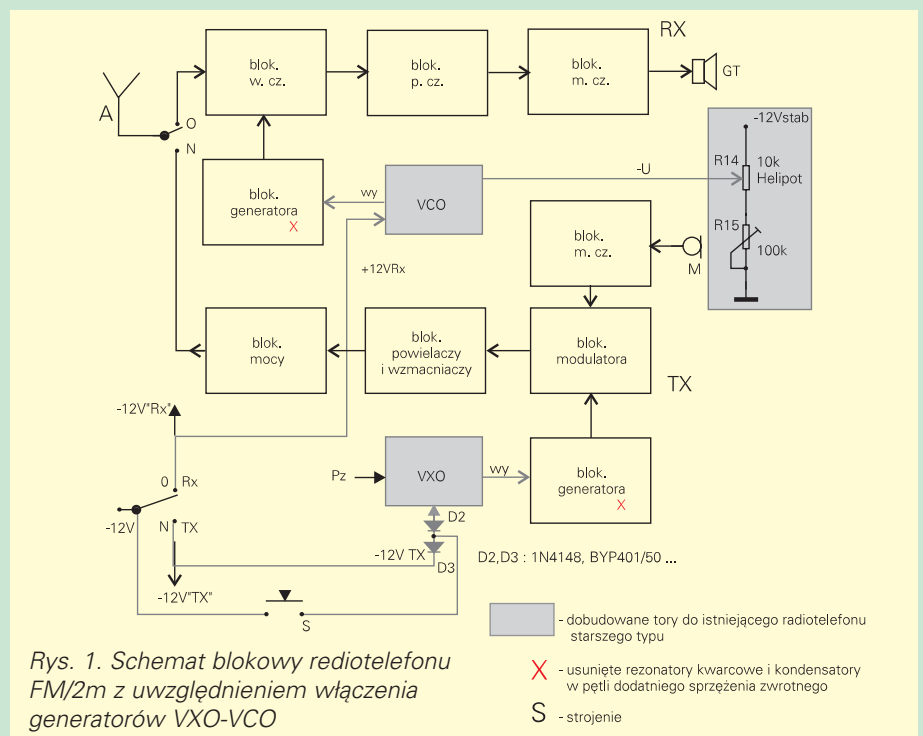 RX
blok.
w. cz.
blok.
p. cz.
blok.
m. cz.
GT
A
O
N
-12Vstab
R14
10k
Helipot
R15
100k
blok.
generatora
X
wy
VCO
-U
blok.
m. cz.
M
+12VRx
blok.
mocy
blok.
powielaczy
i wzmacniaczy
blok.
modulatora
TX
-12V"Rx"
0 Rx
-12V
N TX
-12V"TX"
Pz
VXO
wy
blok.
generatora
X
D2
-12V TX
D3
D2,D3 : 1N4148, BYP401/50 ...
S
- dobudowane tory do istniejącego radiotelefonu
starszego typu
X - usunięte rezonatory kwarcowe i kondensatory
w pętli dodatniego sprzężenia zwrotnego
S - strojenie
Rys. 1. Schemat blokowy rediotelefonu
FM/2m z uwzględnieniem włączenia
generatorów VXO-VCO